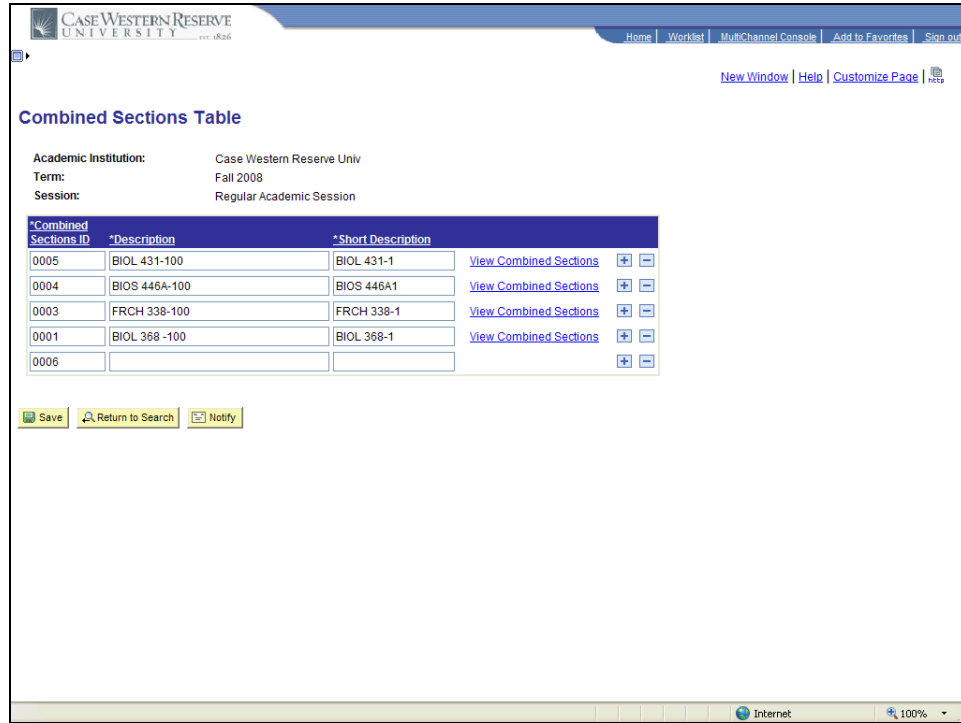 CASE WESTERN RESERVE
UNIVERSITY EST. 1826
Home | Worklist | MultiChannel Console | Add to Favorites | Sign out
New Window | Help | Customize Page | http
Combined Sections Table
Academic Institution: Case Western Reserve Univ
Term: Fall 2008
Session: Regular Academic Session
*Combined Sections ID *Description *Short Description
0005 BIOL 431-100 BIOL 431-1 View Combined Sections + -
0004 BIOS 446A-100 BIOS 446A1 View Combined Sections + -
0003 FRCH 338-100 FRCH 338-1 View Combined Sections + -
0001 BIOL 368 -100 BIOL 368-1 View Combined Sections + -
0006 + -
Save Return to Search Notify
Internet 100%